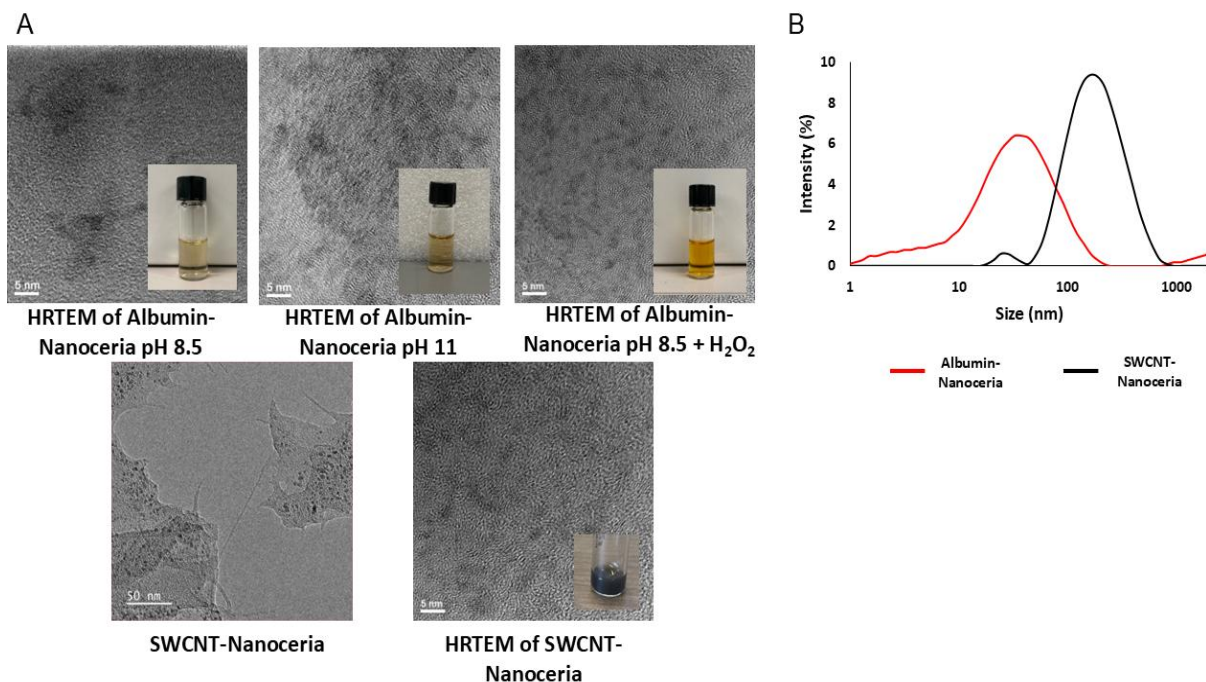 A
5 nm
5 nm
5 nm
HRTEM of Albumin-
Nanoceria pH 8.5
HRTEM of Albumin-
Nanoceria pH 11
HRTEM of Albumin-
Nanoceria pH 8.5 + H₂O₂
50 nm
5 nm
SWCNT-Nanoceria
HRTEM of SWCNT-
Nanoceria
B
Intensity (%)
10
8
6
4
2
0
1 10 100 1000
Size (nm)
Albumin-
Nanoceria
SWCNT-
Nanoceria